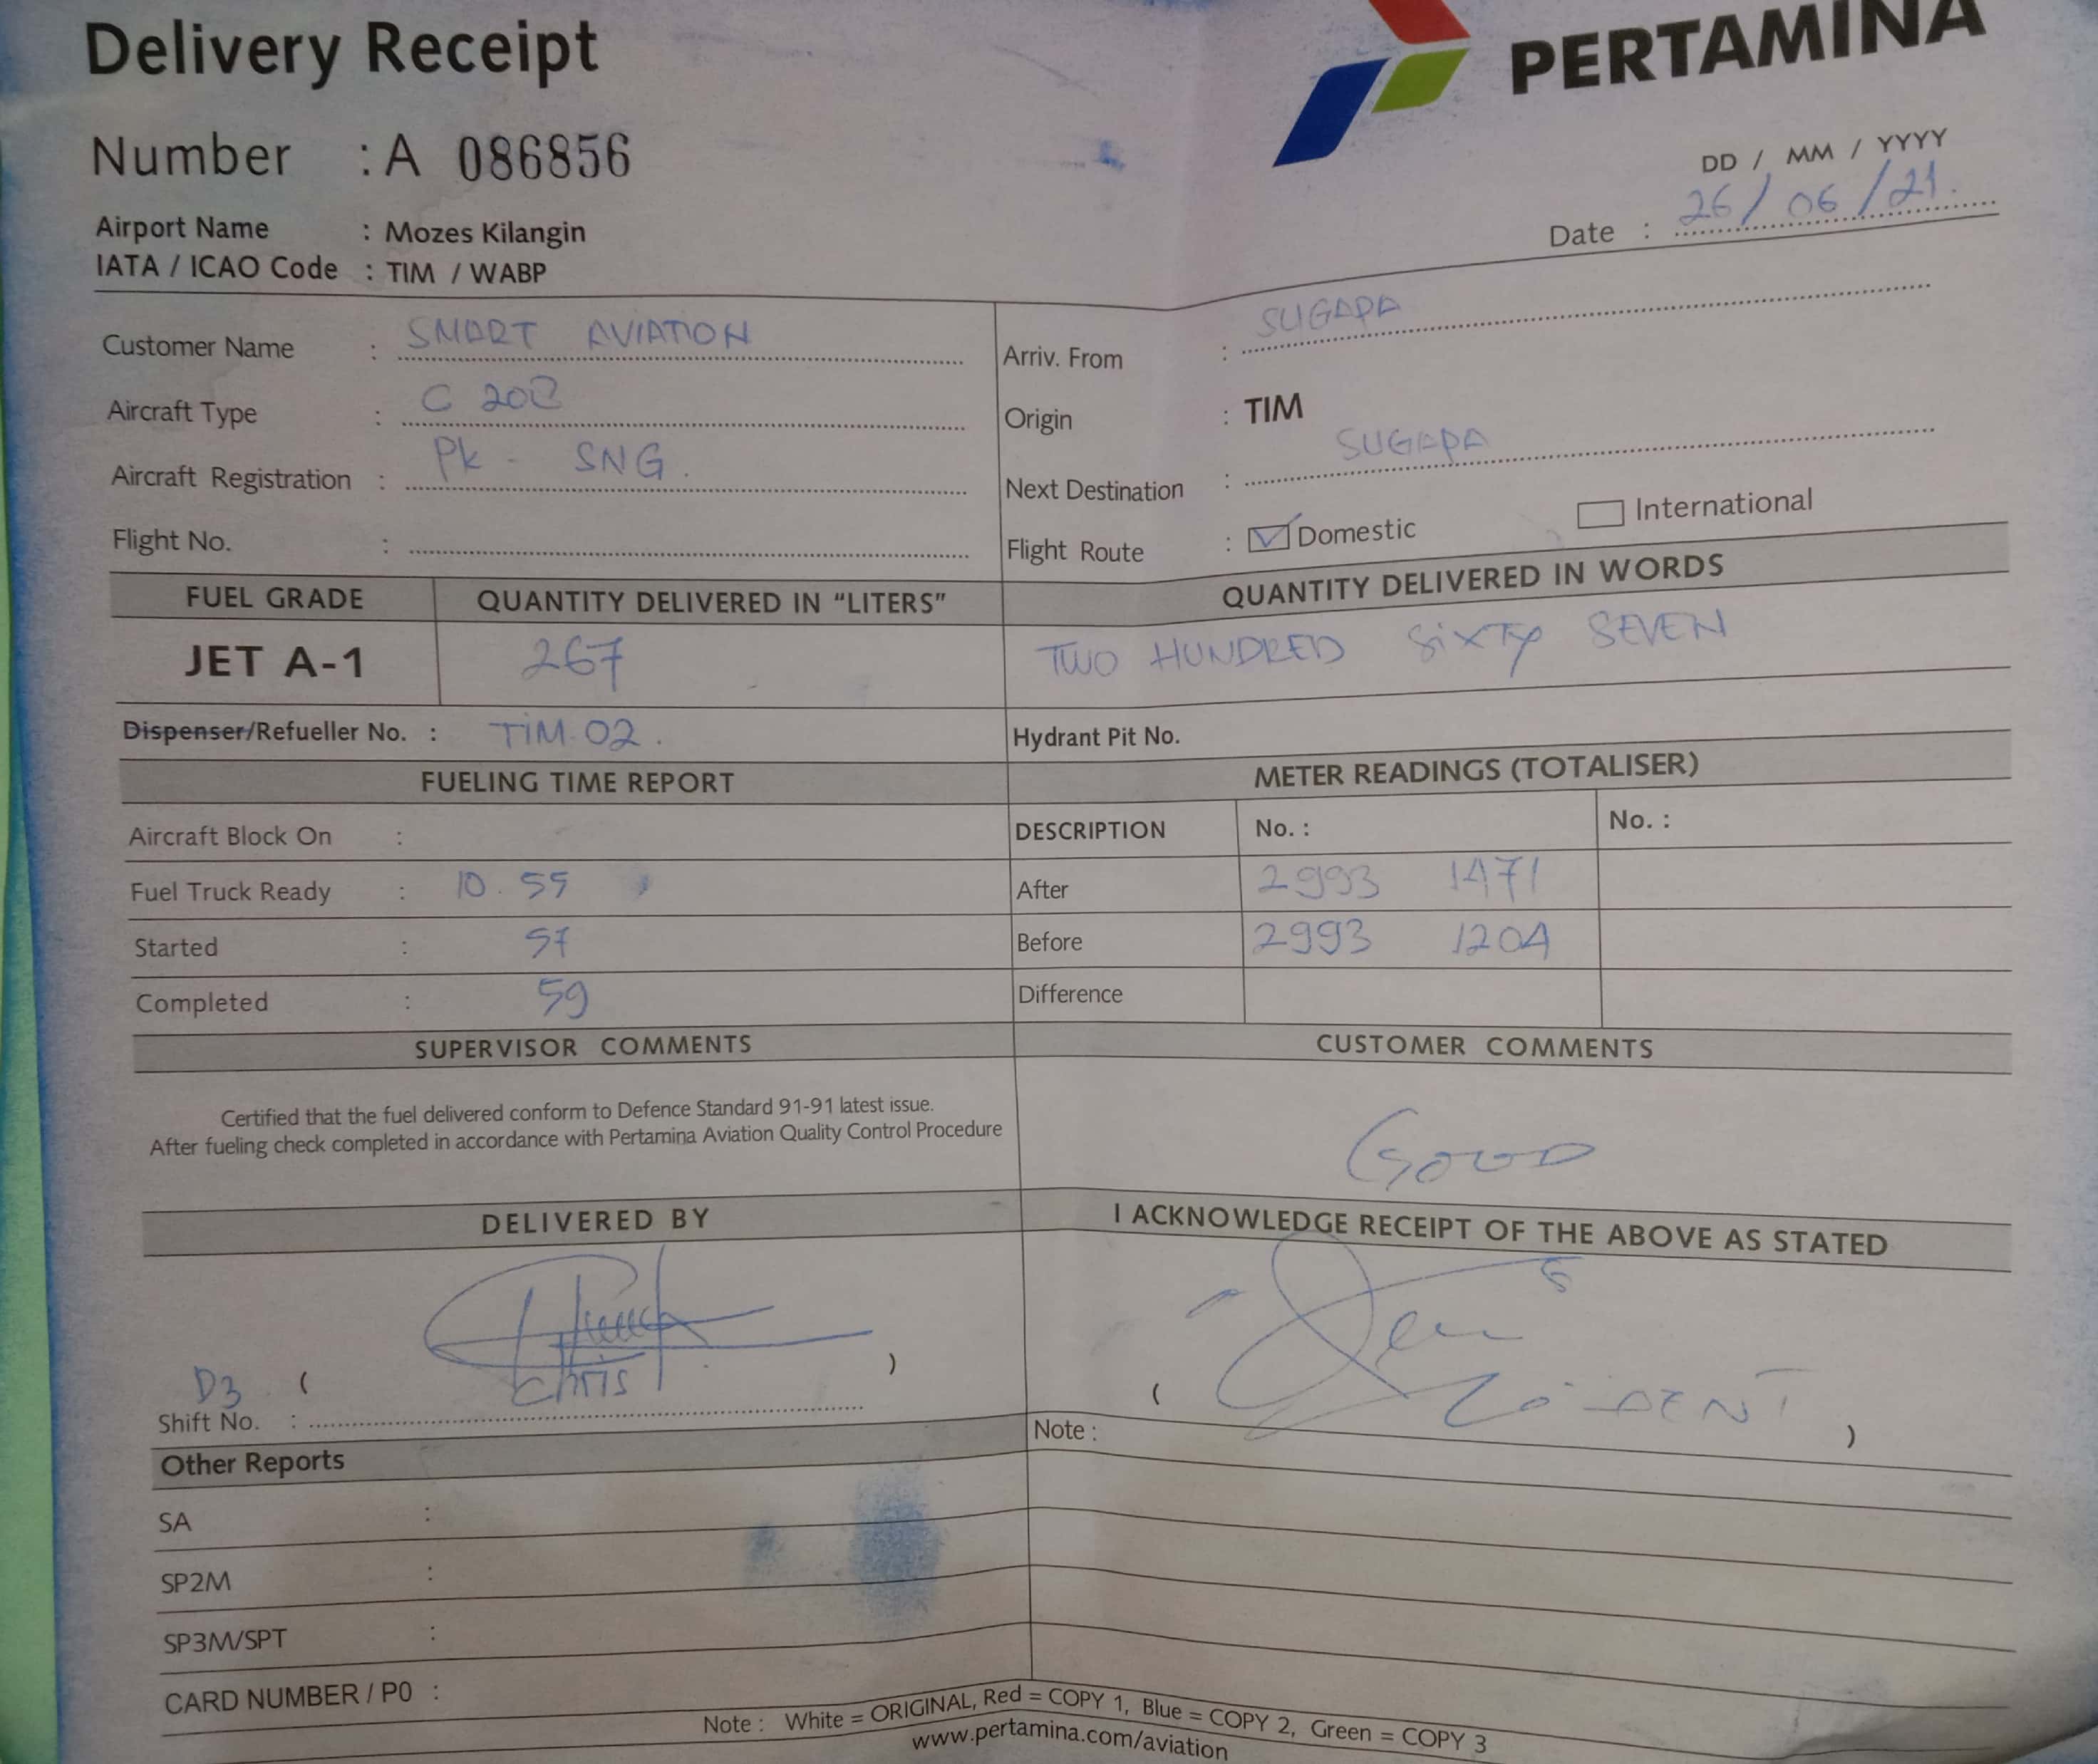 Delivery Receipt
PERTAMINA
Number : A 086856
DD / MM / YYYY
Date : 26/06/21.
Airport Name : Mozes Kilangin
IATA / ICAO Code : TIM / WABP
Customer Name : SMART AVIATION
Arriv. From : SUGAPA
Aircraft Type : C 208
Origin : TIM
Aircraft Registration : PK - SNG.
Next Destination : SUGAPA
Flight No. :
Flight Route : Domestic International
FUEL GRADE QUANTITY DELIVERED IN “LITERS” QUANTITY DELIVERED IN WORDS
JET A-1 267 TWO HUNDRED SiXTY SEVEN
Dispenser/Refueller No. : TiM.02.
Hydrant Pit No.
FUELING TIME REPORT METER READINGS (TOTALISER)
Aircraft Block On :
DESCRIPTION No. : No. :
Fuel Truck Ready : 10.55
After 2993 1471
Started : 57
Before 2993 1204
Completed : 59
Difference
SUPERVISOR COMMENTS CUSTOMER COMMENTS
Certified that the fuel delivered conform to Defence Standard 91-91 latest issue.
After fueling check completed in accordance with Pertamina Aviation Quality Control Procedure
GOOD
DELIVERED BY I ACKNOWLEDGE RECEIPT OF THE ABOVE AS STATED
D3 ( Chris )
( )
Shift No. :
Note :
Other Reports
SA :
SP2M :
SP3M/SPT :
CARD NUMBER / P0 :
Note : White = ORIGINAL, Red = COPY 1, Blue = COPY 2, Green = COPY 3
www.pertamina.com/aviation